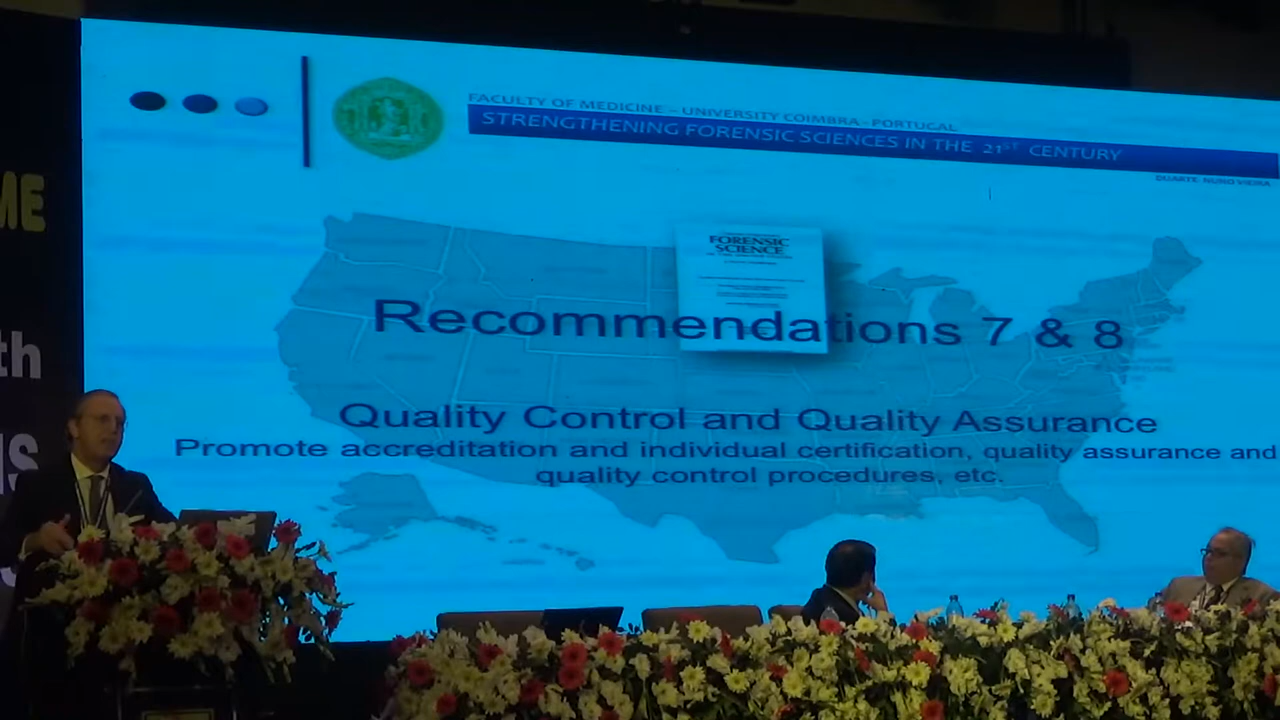 ME
th
FACULTY OF MEDICINE – UNIVERSITY COIMBRA - PORTUGAL
STRENGTHENING FORENSIC SCIENCES IN THE 21ST CENTURY
DUARTE NUNO VIEIRA
FORENSIC
SCIENCE
Recommendations 7 & 8
Quality Control and Quality Assurance
Promote accreditation and individual certification, quality assurance and
quality control procedures, etc.